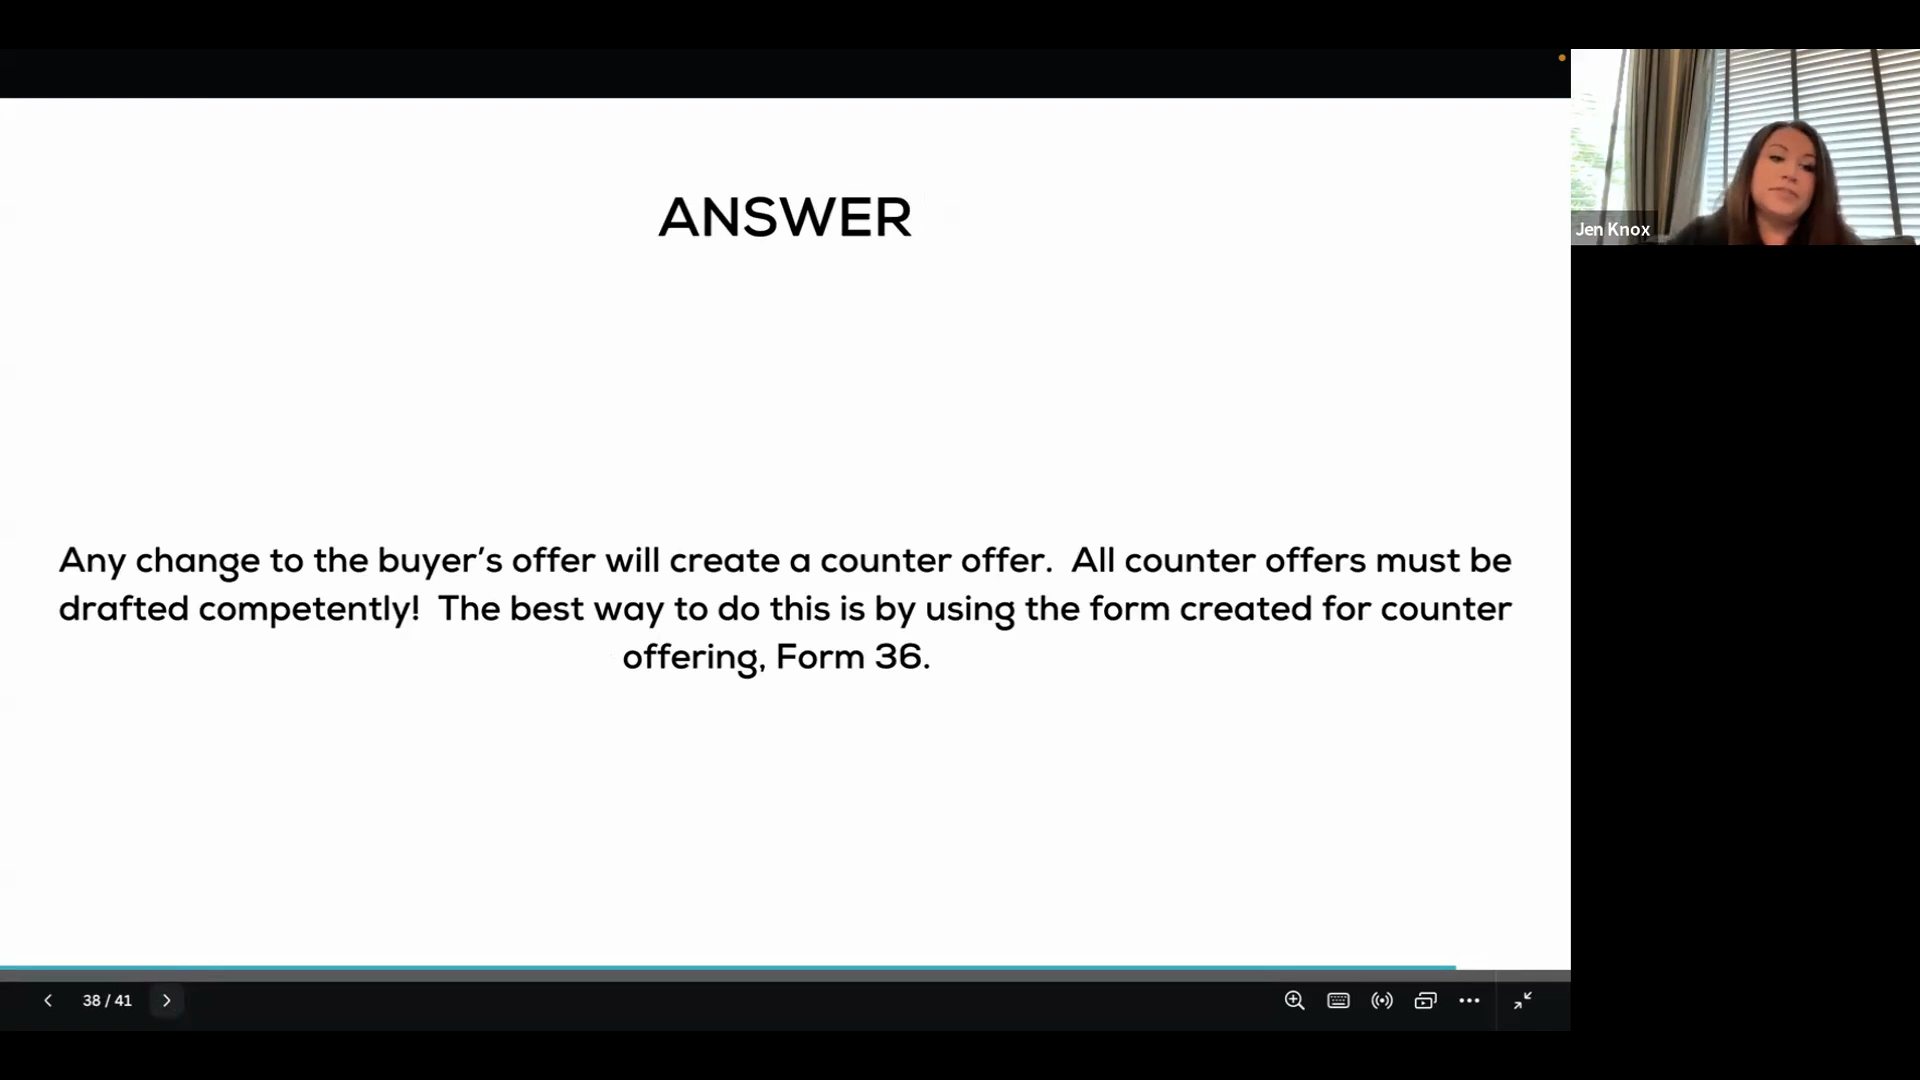 ANSWER
Jen Knox
Any change to the buyer's offer will create a counter offer.  All counter offers must be
drafted competently!  The best way to do this is by using the form created for counter
offering, Form 36.
38 / 41